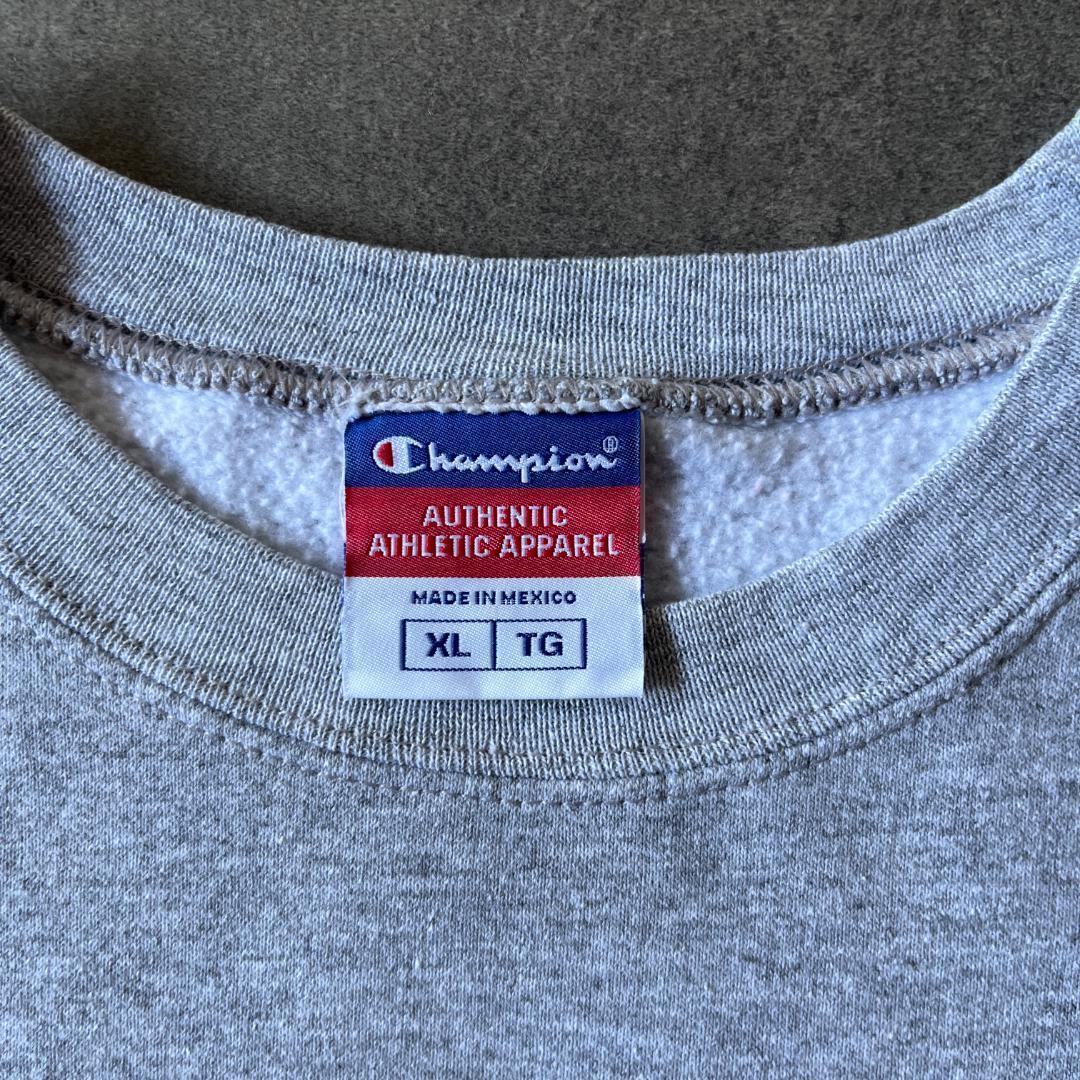 Champion®
AUTHENTIC
ATHLETIC APPAREL
MADE IN MEXICO
XL TG